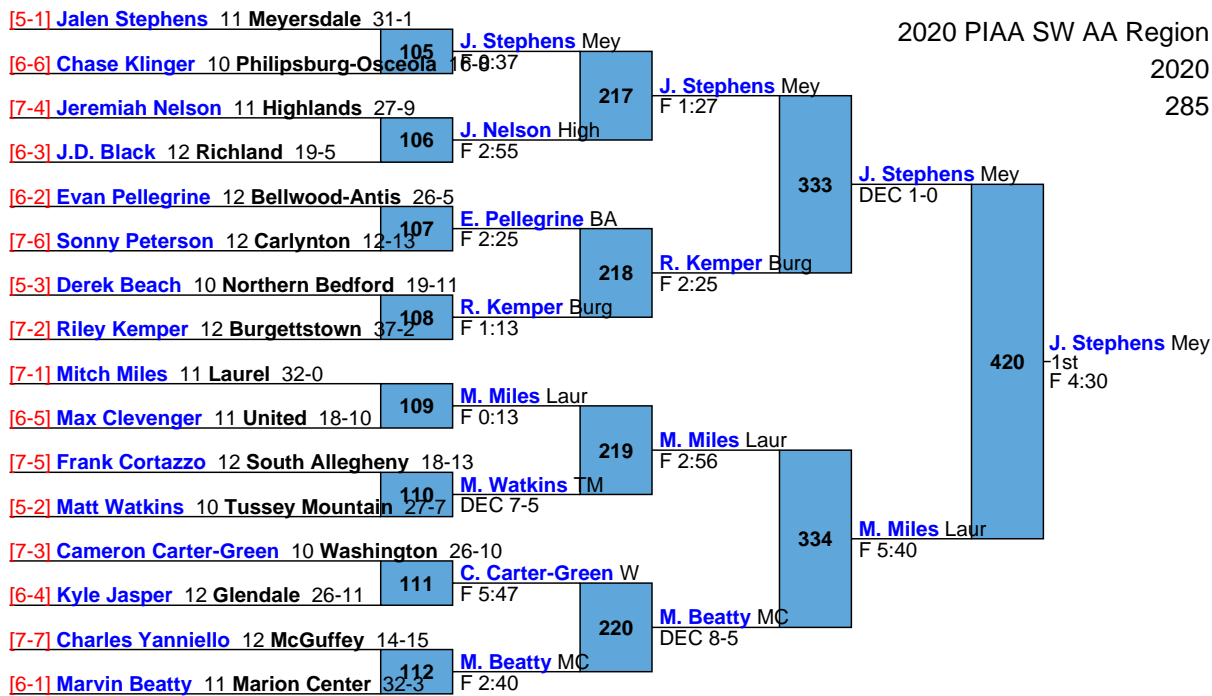 2020 PIAA SW AA Region
2020
285
[5-1] Jalen Stephens 11 Meyersdale 31-1
[6-6] Chase Klinger 10 Philipsburg-Osceola 16-8
[7-4] Jeremiah Nelson 11 Highlands 27-9
[6-3] J.D. Black 12 Richland 19-5
[6-2] Evan Pellegrine 12 Bellwood-Antis 26-5
[7-6] Sonny Peterson 12 Carlynton 12-13
[5-3] Derek Beach 10 Northern Bedford 19-11
[7-2] Riley Kemper 12 Burgettstown 37-2
[7-1] Mitch Miles 11 Laurel 32-0
[6-5] Max Clevenger 11 United 18-10
[7-5] Frank Cortazzo 12 South Allegheny 18-13
[5-2] Matt Watkins 10 Tussey Mountain 27-7
[7-3] Cameron Carter-Green 10 Washington 26-10
[6-4] Kyle Jasper 12 Glendale 26-11
[7-7] Charles Yanniello 12 McGuffey 14-15
[6-1] Marvin Beatty 11 Marion Center 32-3
105
J. Stephens Mey
F 0:37
106
J. Nelson High
F 2:55
107
E. Pellegrine BA
F 2:25
108
R. Kemper Burg
F 1:13
109
M. Miles Laur
F 0:13
110
M. Watkins TM
DEC 7-5
111
C. Carter-Green W
F 5:47
112
M. Beatty MC
F 2:40
217
J. Stephens Mey
F 1:27
218
R. Kemper Burg
F 2:25
219
M. Miles Laur
F 2:56
220
M. Beatty MC
DEC 8-5
333
J. Stephens Mey
DEC 1-0
334
M. Miles Laur
F 5:40
420
J. Stephens Mey
1st
F 4:30